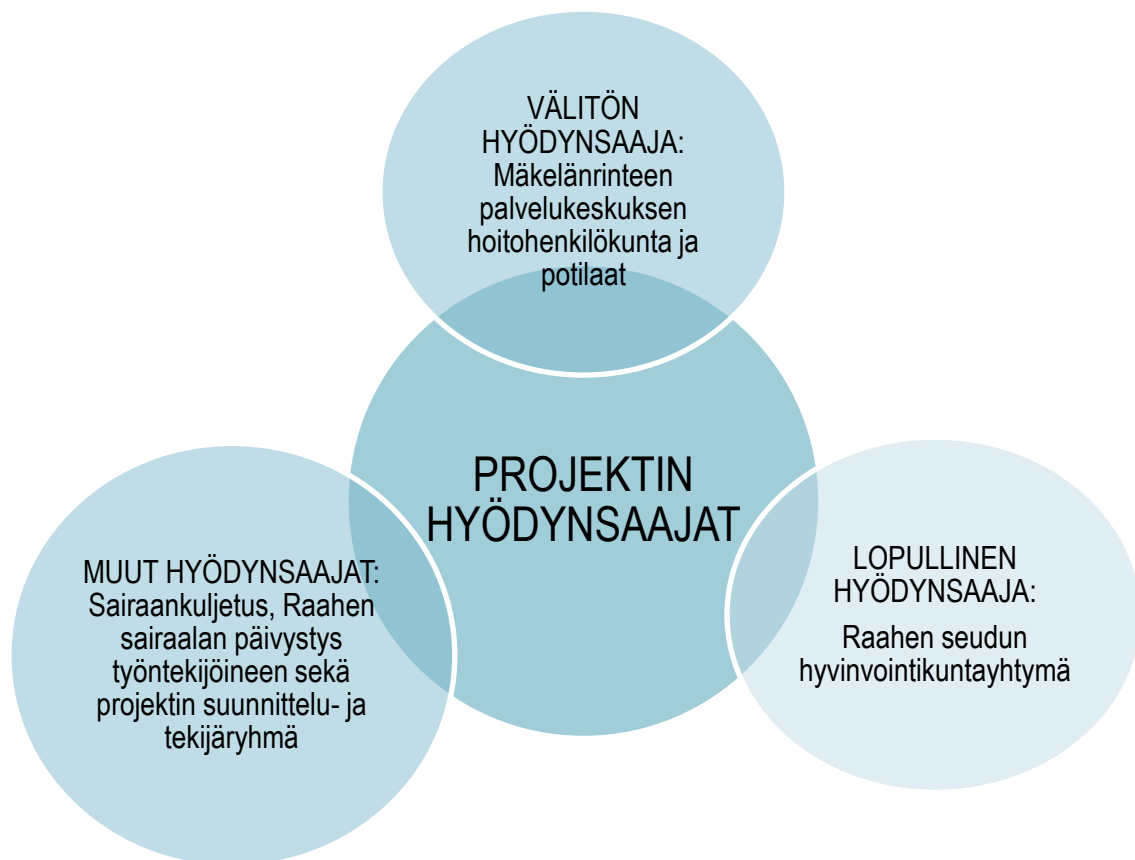 VÄLITÖN
HYÖDYNSAAJA:
Mäkelänrinteen
palvelukeskuksen
hoitohenkilökunta ja
potilaat
PROJEKTIN
HYÖDYNSAAJAT
MUUT HYÖDYNSAAJAT:
Sairaankuljetus, Raahen
sairaalan päivystys
työntekijöineen sekä
projektin suunnittelu- ja
tekijäryhmä
LOPULLINEN
HYÖDYNSAAJA:
Raahen seudun
hyvinvointikuntayhtymä